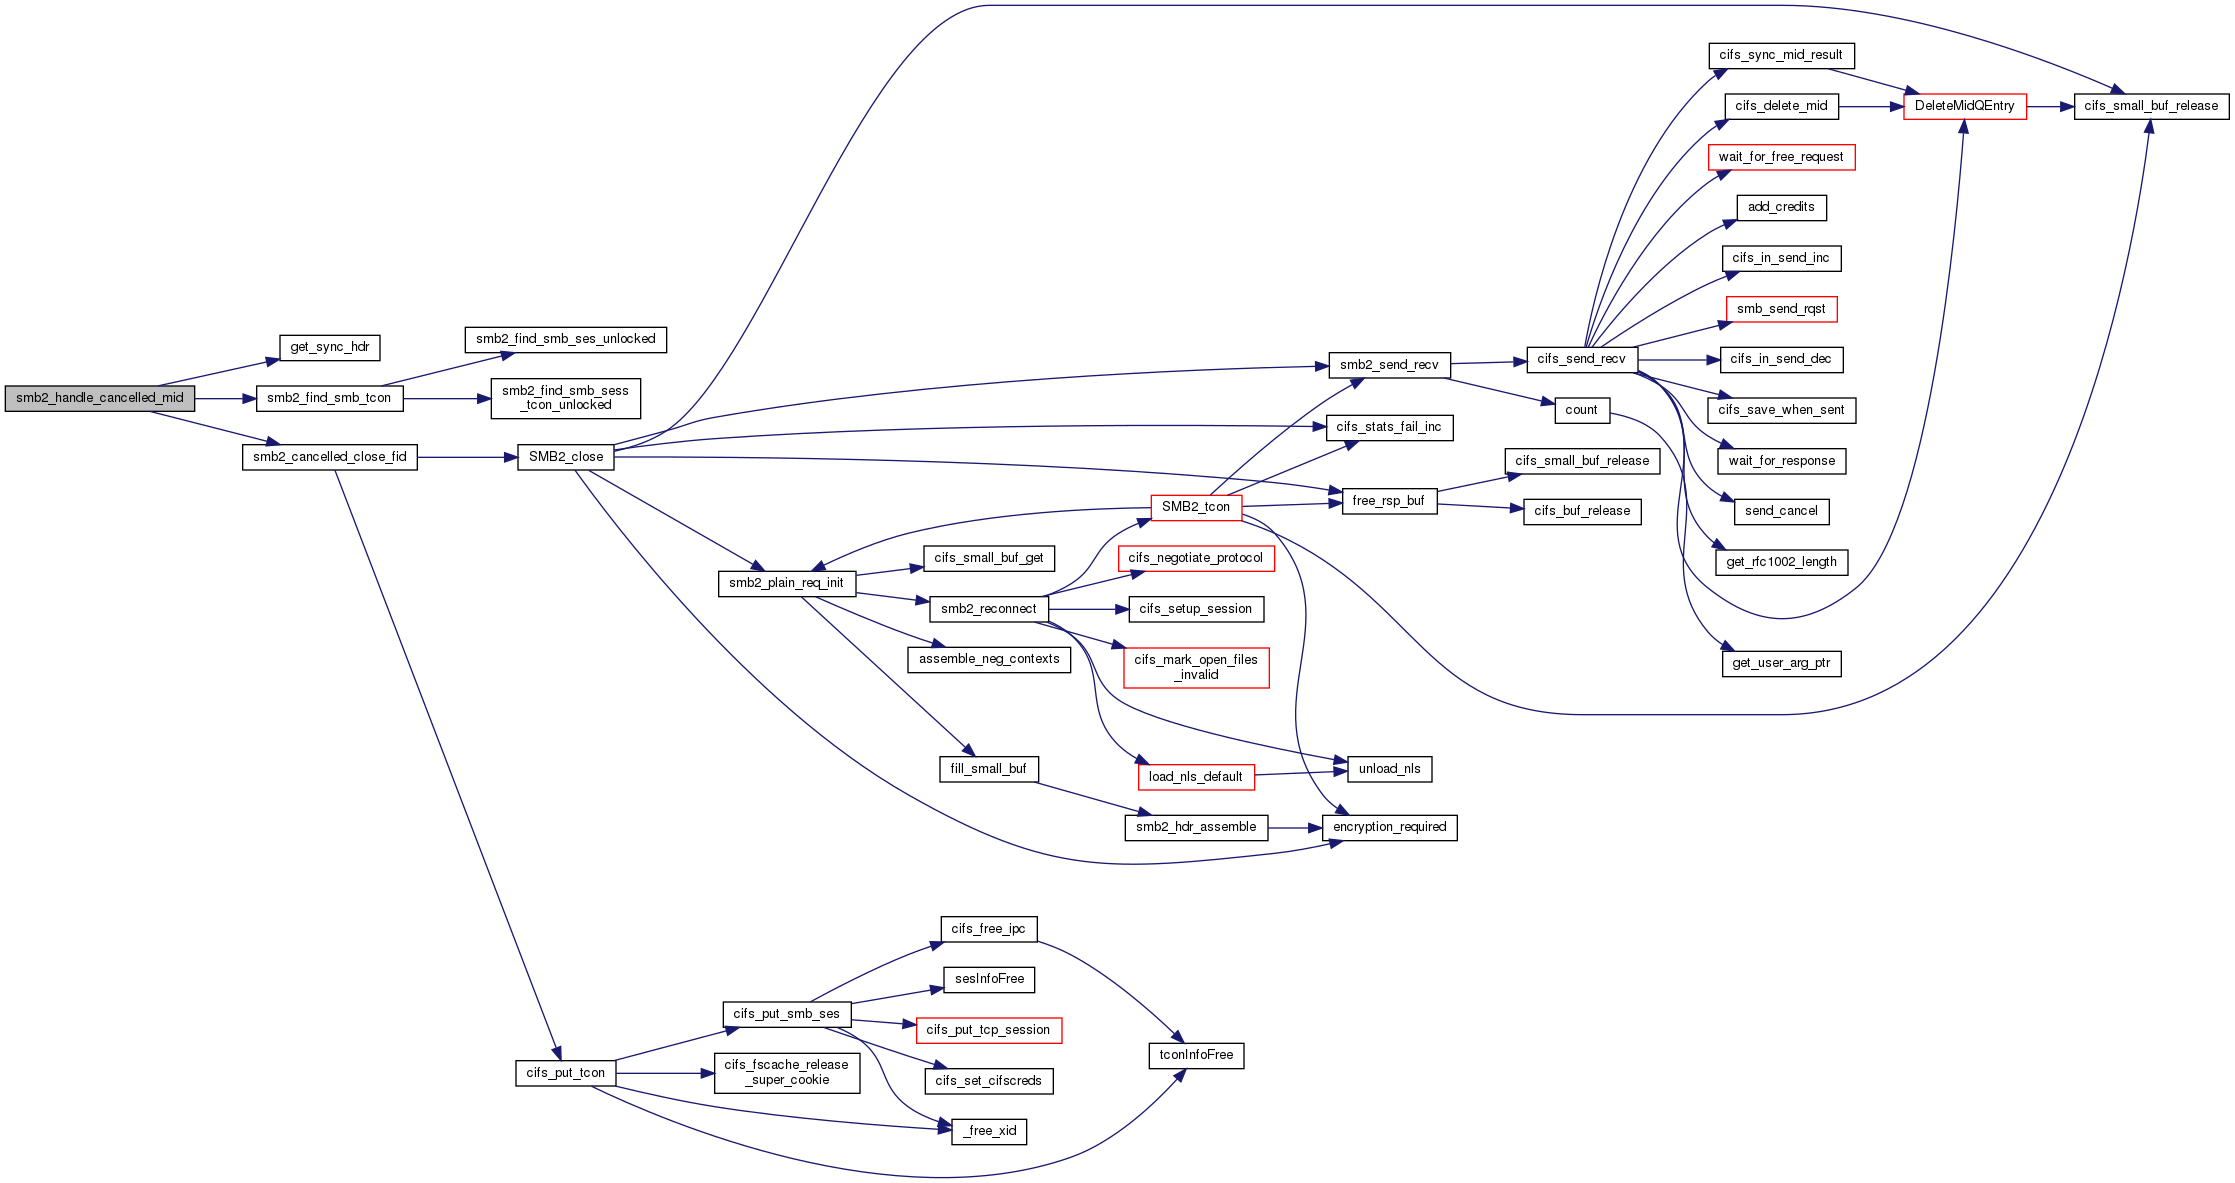 smb2_handle_cancelled_mid
get_sync_hdr
smb2_find_smb_tcon
smb2_cancelled_close_fid
smb2_find_smb_ses_unlocked
smb2_find_smb_sess
_tcon_unlocked
SMB2_close
cifs_put_tcon
smb2_plain_req_init
cifs_put_smb_ses
cifs_fscache_release
_super_cookie
cifs_small_buf_get
smb2_reconnect
assemble_neg_contexts
fill_small_buf
cifs_free_ipc
sesInfoFree
cifs_put_tcp_session
cifs_set_cifscreds
_free_xid
SMB2_tcon
cifs_negotiate_protocol
cifs_setup_session
cifs_mark_open_files
_invalid
load_nls_default
smb2_hdr_assemble
tconInfoFree
smb2_send_recv
cifs_stats_fail_inc
free_rsp_buf
unload_nls
encryption_required
cifs_send_recv
count
cifs_small_buf_release
cifs_buf_release
cifs_sync_mid_result
cifs_delete_mid
wait_for_free_request
add_credits
cifs_in_send_inc
smb_send_rqst
cifs_in_send_dec
cifs_save_when_sent
wait_for_response
send_cancel
get_rfc1002_length
get_user_arg_ptr
DeleteMidQEntry
cifs_small_buf_release